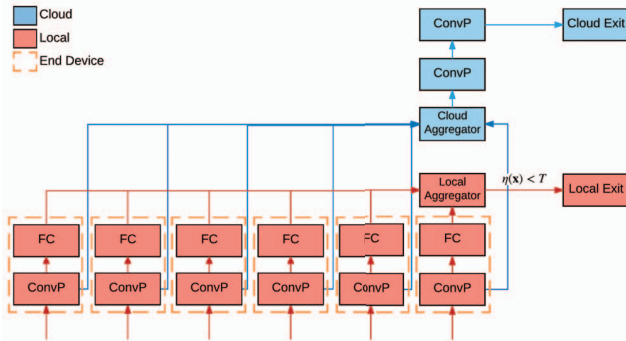 Cloud
Local
End Device
ConvP
Cloud Exit
ConvP
Cloud
Aggregator
Local
Aggregator
η(x) < T
Local Exit
FC FC FC FC FC FC
ConvP ConvP ConvP ConvP ConvP ConvP